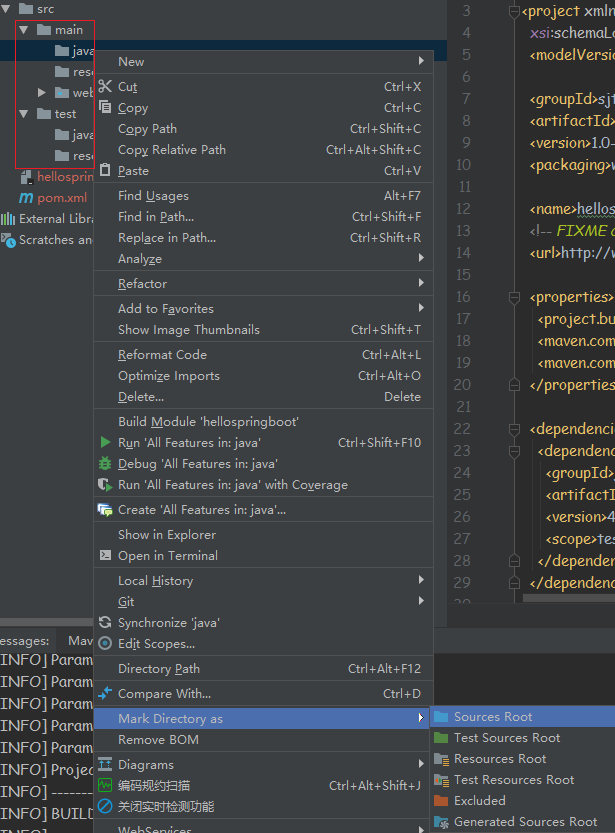 src
main
java
test
hellospring
pom.xml
External Libra
Scratches and
New
Cut Ctrl+X
Copy Ctrl+C
Copy Path Ctrl+Shift+C
Copy Relative Path Ctrl+Alt+Shift+C
Paste Ctrl+V
Find Usages Alt+F7
Find in Path... Ctrl+Shift+F
Replace in Path... Ctrl+Shift+R
Analyze
Refactor
Add to Favorites
Show Image Thumbnails Ctrl+Shift+T
Reformat Code Ctrl+Alt+L
Optimize Imports Ctrl+Alt+O
Delete... Delete
Build Module 'hellospringboot'
Run 'All Features in: java' Ctrl+Shift+F10
Debug 'All Features in: java'
Run 'All Features in: java' with Coverage
Create 'All Features in: java'...
Show in Explorer
Open in Terminal
Local History
Git
Synchronize 'java'
Edit Scopes...
Directory Path Ctrl+Alt+F12
Compare With... Ctrl+D
Mark Directory as
Remove BOM
Diagrams
编码规约扫描 Ctrl+Alt+Shift+J
关闭实时检测功能
WebServices
Sources Root
Test Sources Root
Resources Root
Test Resources Root
Excluded
Generated Sources Root
3 <project xmln
4 xsi:schemaLo
5 <modelVersio
6
7 <groupId>sjt
8 <artifactId>
9 <version>1.0-
10 <packaging>w
11
12 <name>hellos
13 <!-- FIXME c
14 <url>http://w
15
16 <properties>
17 <project.bu
18 <maven.com
19 <maven.com
20 </properties
21
22 <dependenci
23 <dependen
24 <groupId>j
25 <artifactI
26 <version>4
27 <scope>tes
28 </depender
29 </dependend
essages: Mav
INFO] Param
INFO] Param
INFO] Param
INFO] Param
INFO] Param
INFO] Projec
INFO] -------
INFO] BUILD